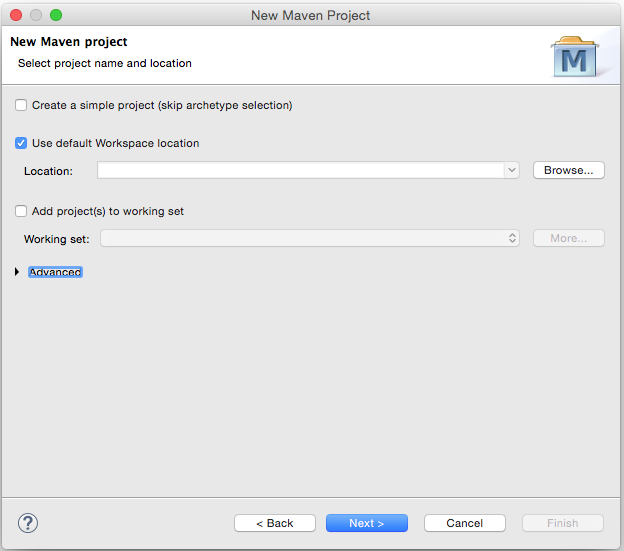 New Maven Project
New Maven project
Select project name and location
M
Create a simple project (skip archetype selection)
Use default Workspace location
Location:
Browse...
Add project(s) to working set
Working set:
More...
Advanced
?
< Back
Next >
Cancel
Finish